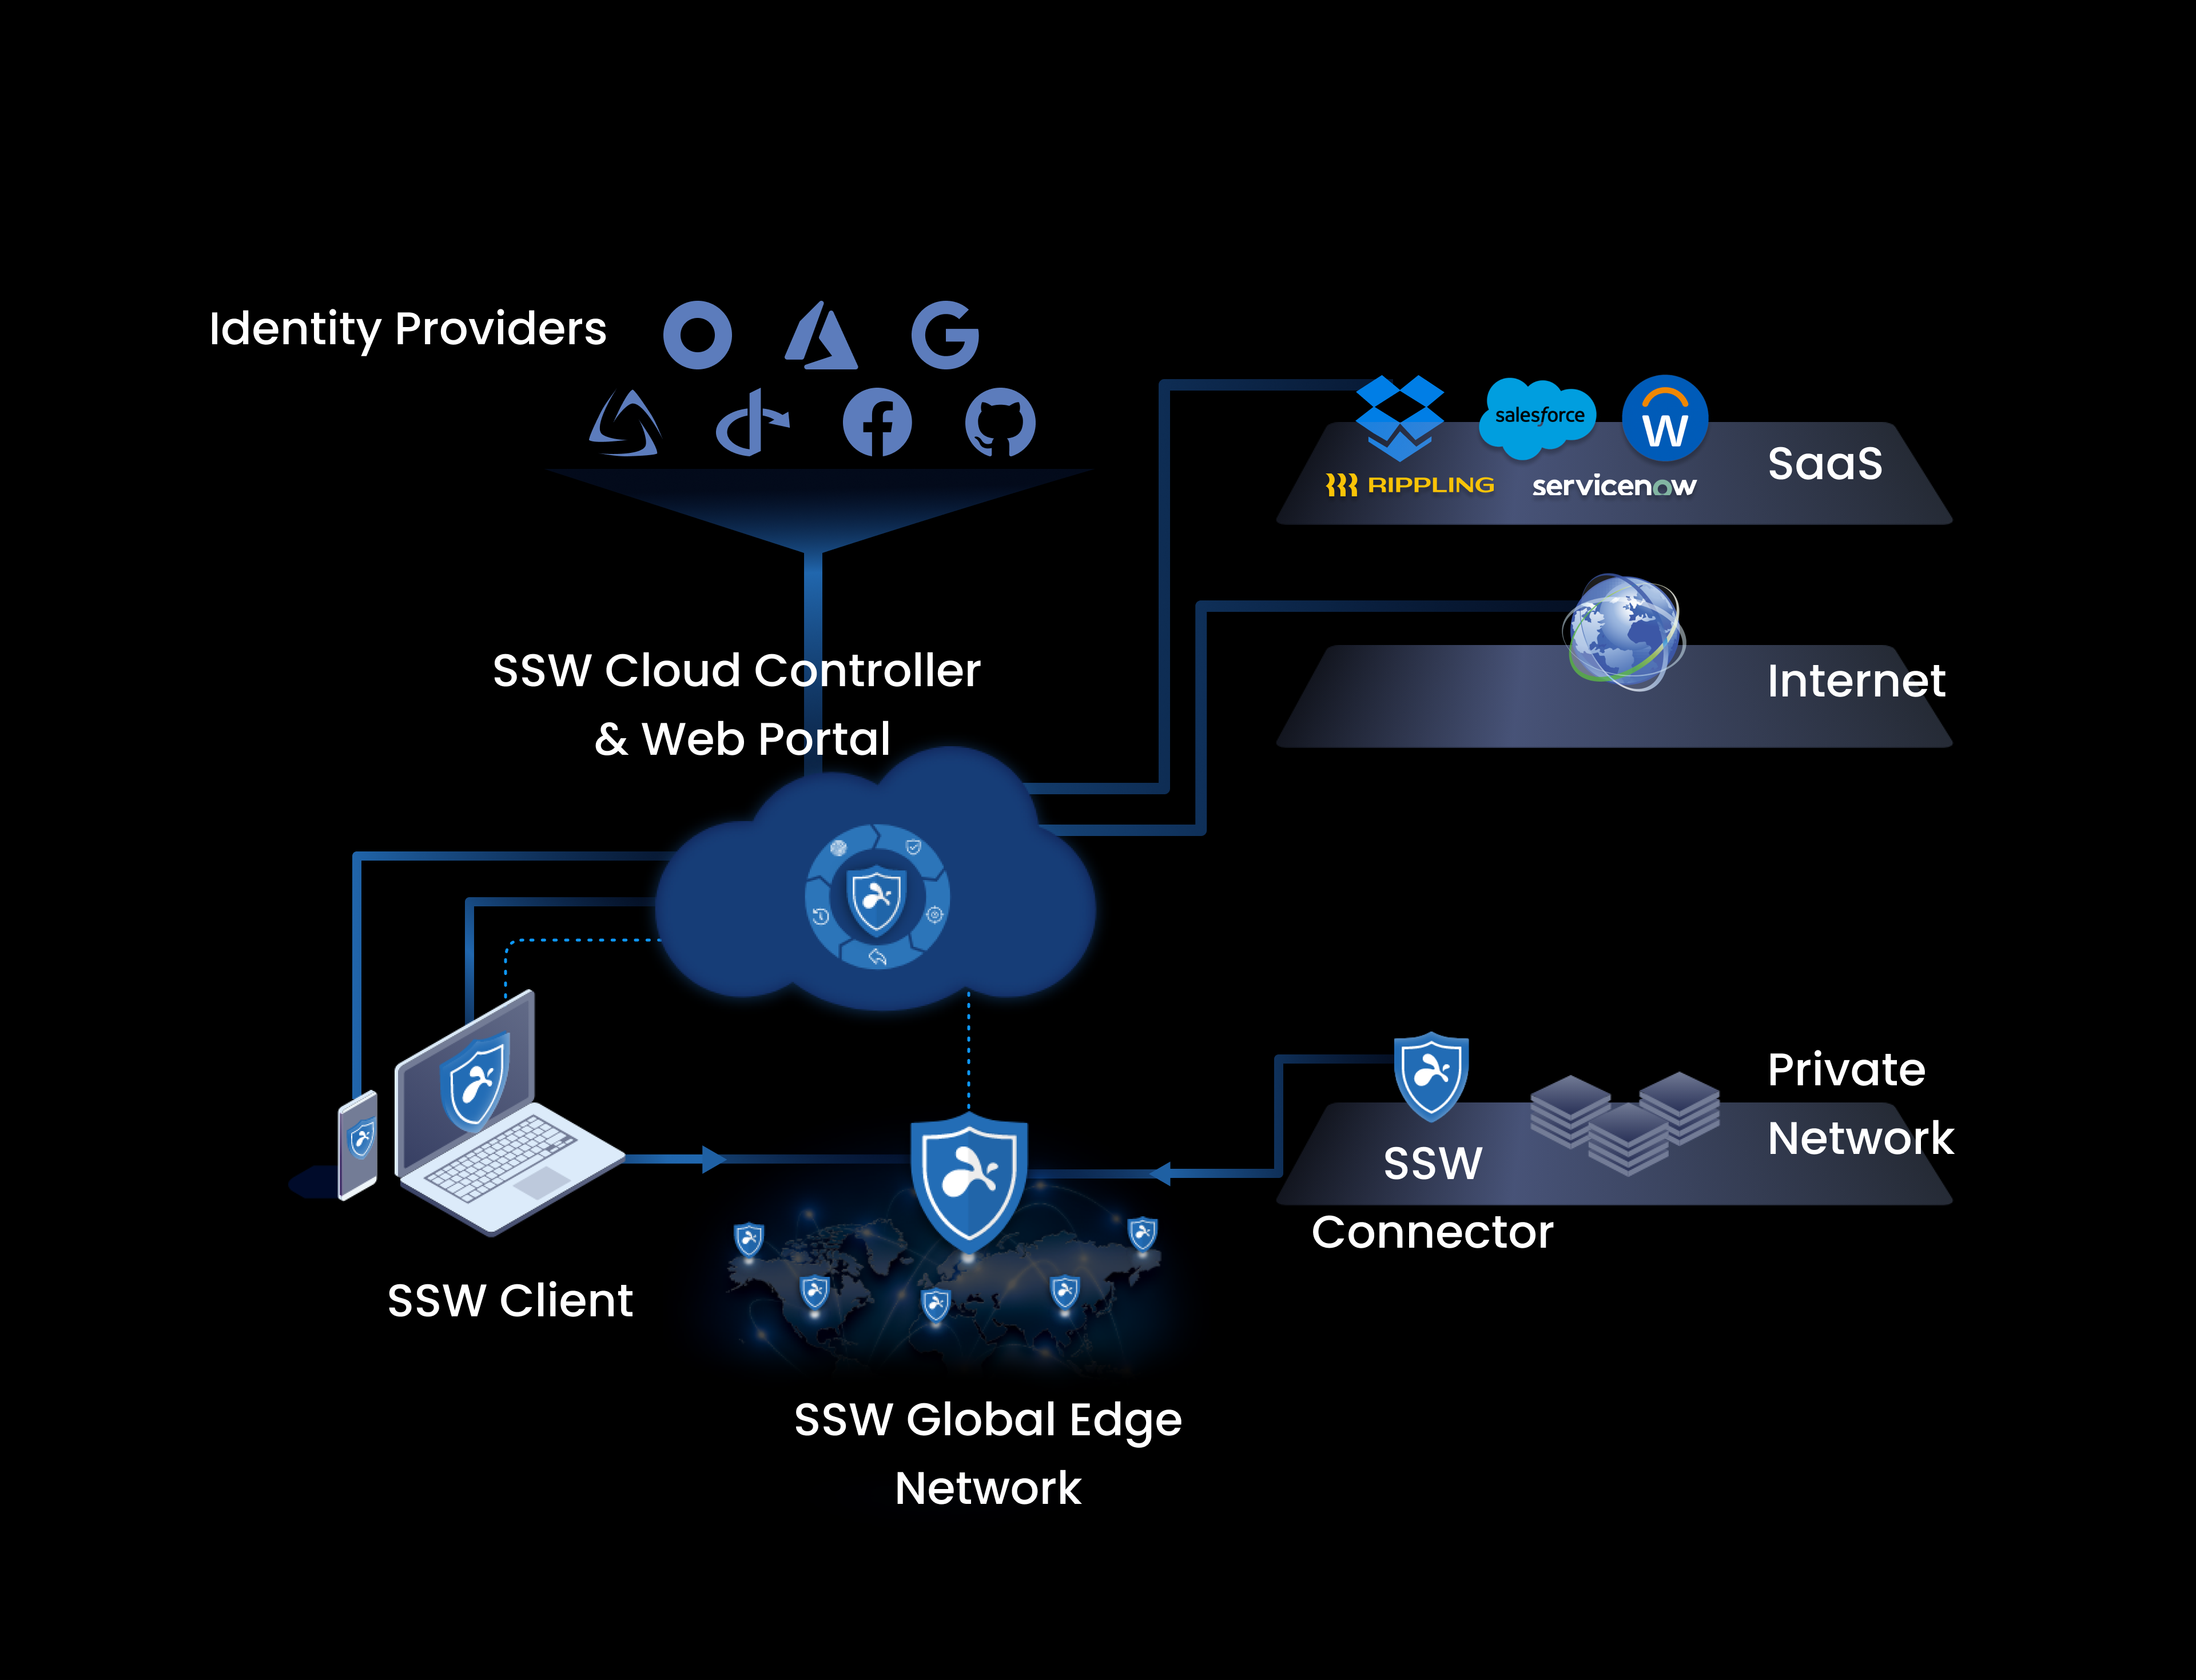 Identity Providers
salesforce
W
RIPPLING
servicenow
SaaS
Internet
SSW Cloud Controller
& Web Portal
SSW
Connector
Private
Network
SSW Client
SSW Global Edge
Network